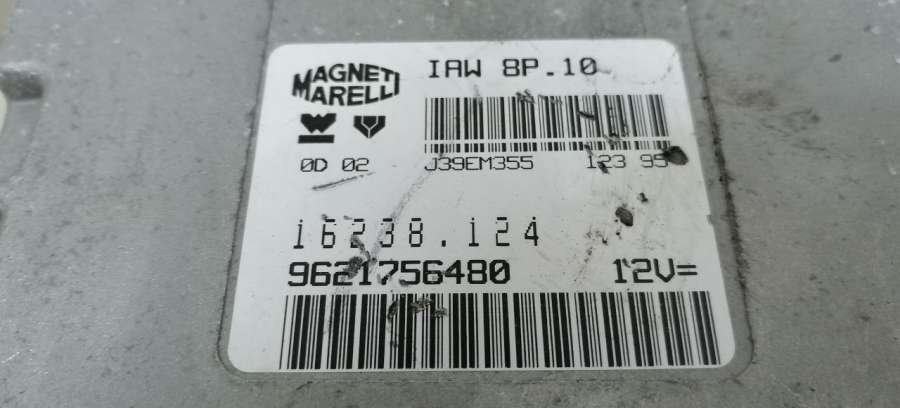 MAGNETI MARELLI
IAW 8P.10
0D 02
J39EM355 123 95
16238.124
9621756480 12V=